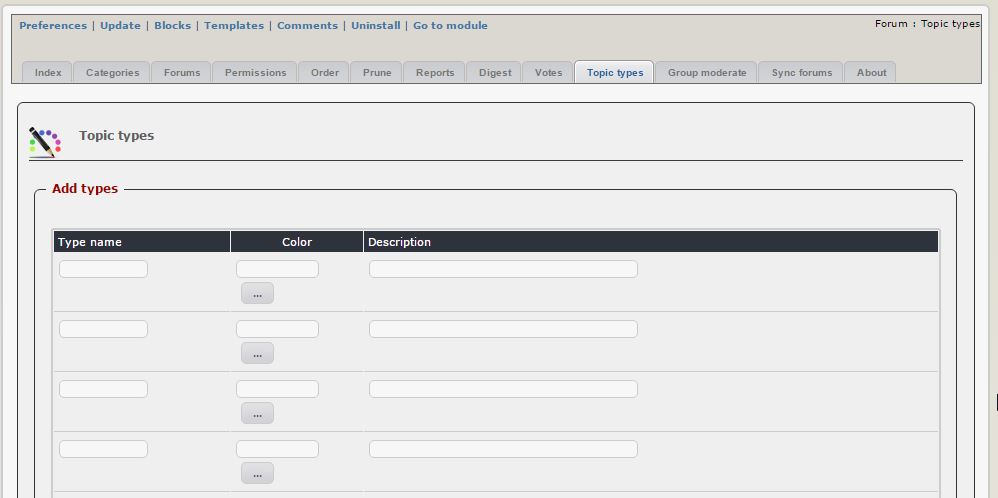 Preferences | Update | Blocks | Templates | Comments | Uninstall | Go to module
Forum : Topic types
Index Categories Forums Permissions Order Prune Reports Digest Votes Topic types Group moderate Sync forums About
Topic types
Add types
Type name Color Description
...
...
...
...